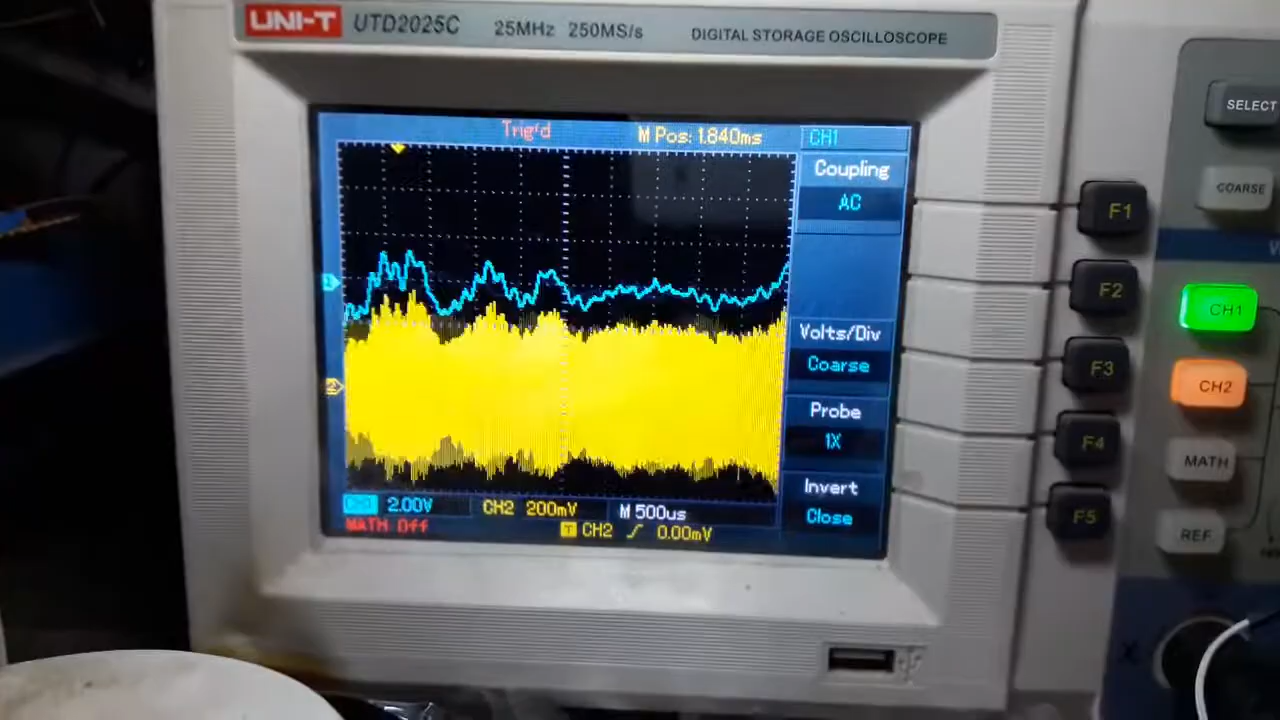 UNI-T UTD2025C 25MHz 250MS/s DIGITAL STORAGE OSCILLOSCOPE
Trig'd M Pos: 1.840ms CH1
Coupling
AC
Volts/Div
Coarse
Probe
1X
Invert
Close
CH1 2.00V CH2 200mV M 500us
MATH Off T CH2 0.00mV
F1
F2
F3
F4
F5
SELECT
COARSE
CH1
CH2
MATH
REF